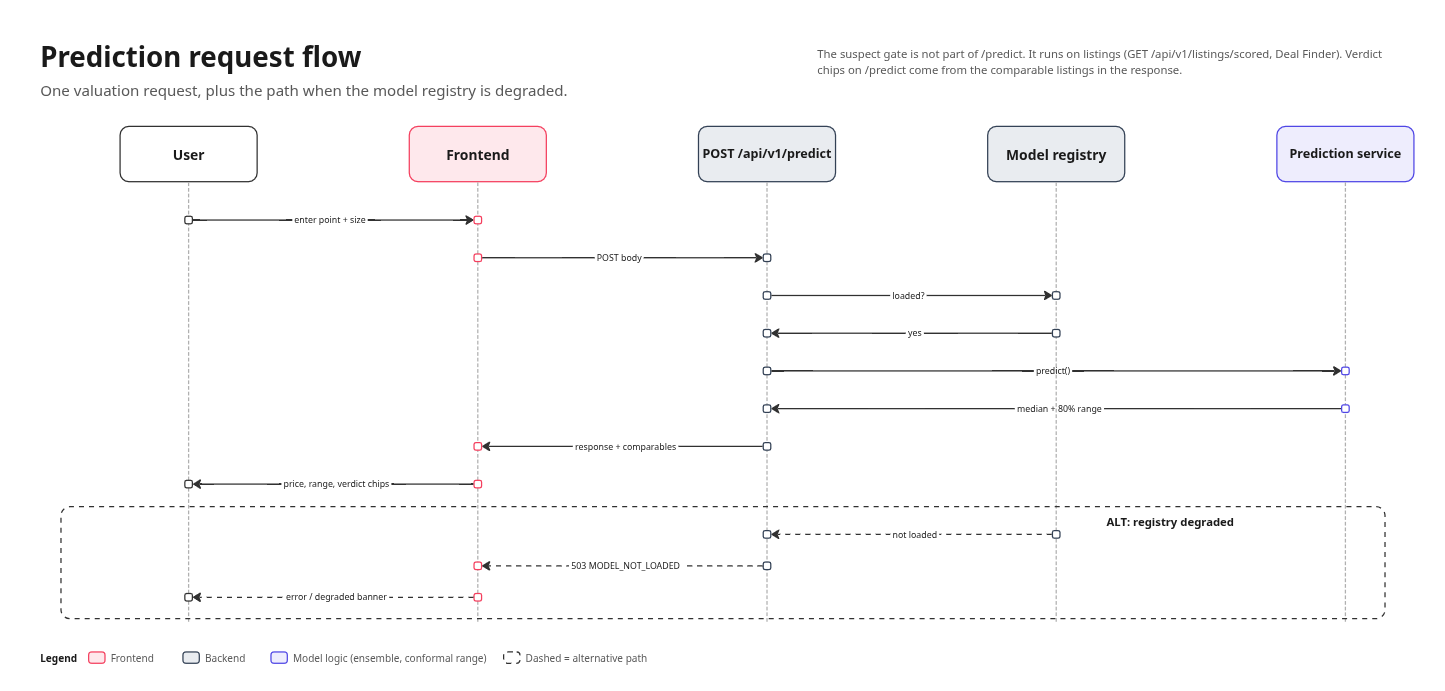 Prediction request flow
One valuation request, plus the path when the model registry is degraded.
The suspect gate is not part of /predict. It runs on listings (GET /api/v1/listings/scored, Deal Finder). Verdict
chips on /predict come from the comparable listings in the response.
User
Frontend
POST /api/v1/predict
Model registry
Prediction service
enter point + size
POST body
loaded?
yes
predict()
median + 80% range
response + comparables
price, range, verdict chips
ALT: registry degraded
not loaded
503 MODEL_NOT_LOADED
error / degraded banner
Legend
Frontend
Backend
Model logic (ensemble, conformal range)
Dashed = alternative path